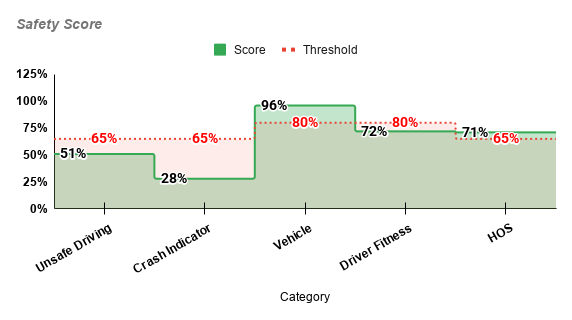 Safety Score
Score Threshold
125%
100%
75%
50%
25%
0%
51% 65%
28% 65%
96% 80%
72% 80%
71% 65%
Unsafe Driving
Crash Indicator
Vehicle
Driver Fitness
HOS
Category